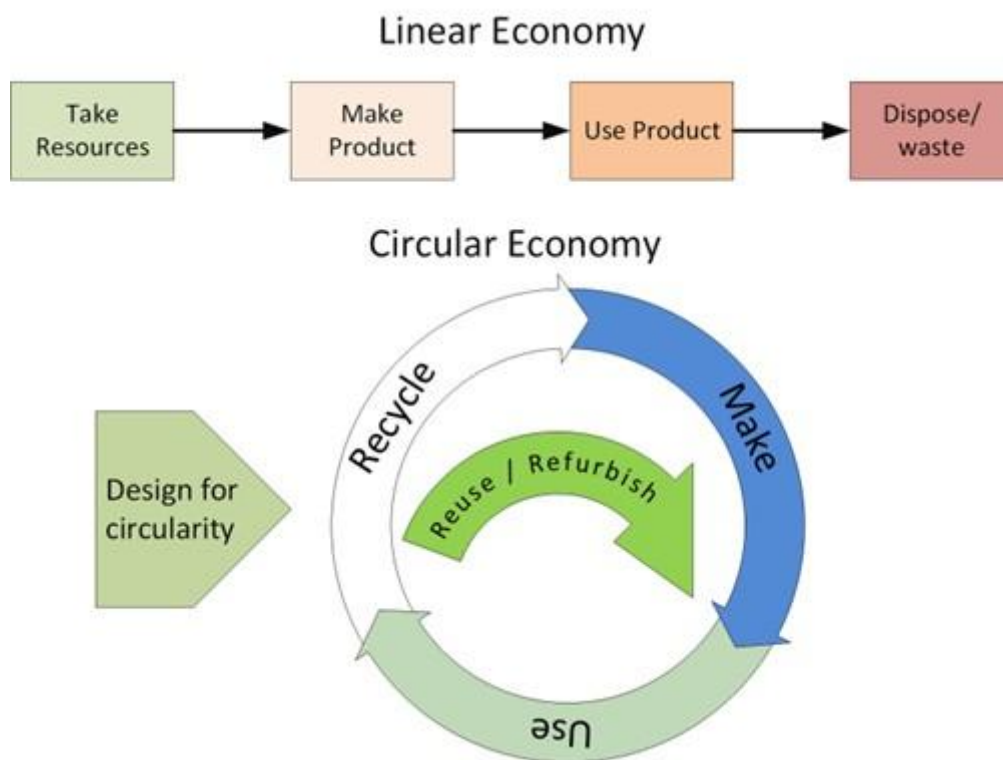 Linear Economy
Take
Resources
Make
Product
Use Product
Dispose/
waste
Circular Economy
Recycle
Make
Reuse / Refurbish
Design for
circularity
Use